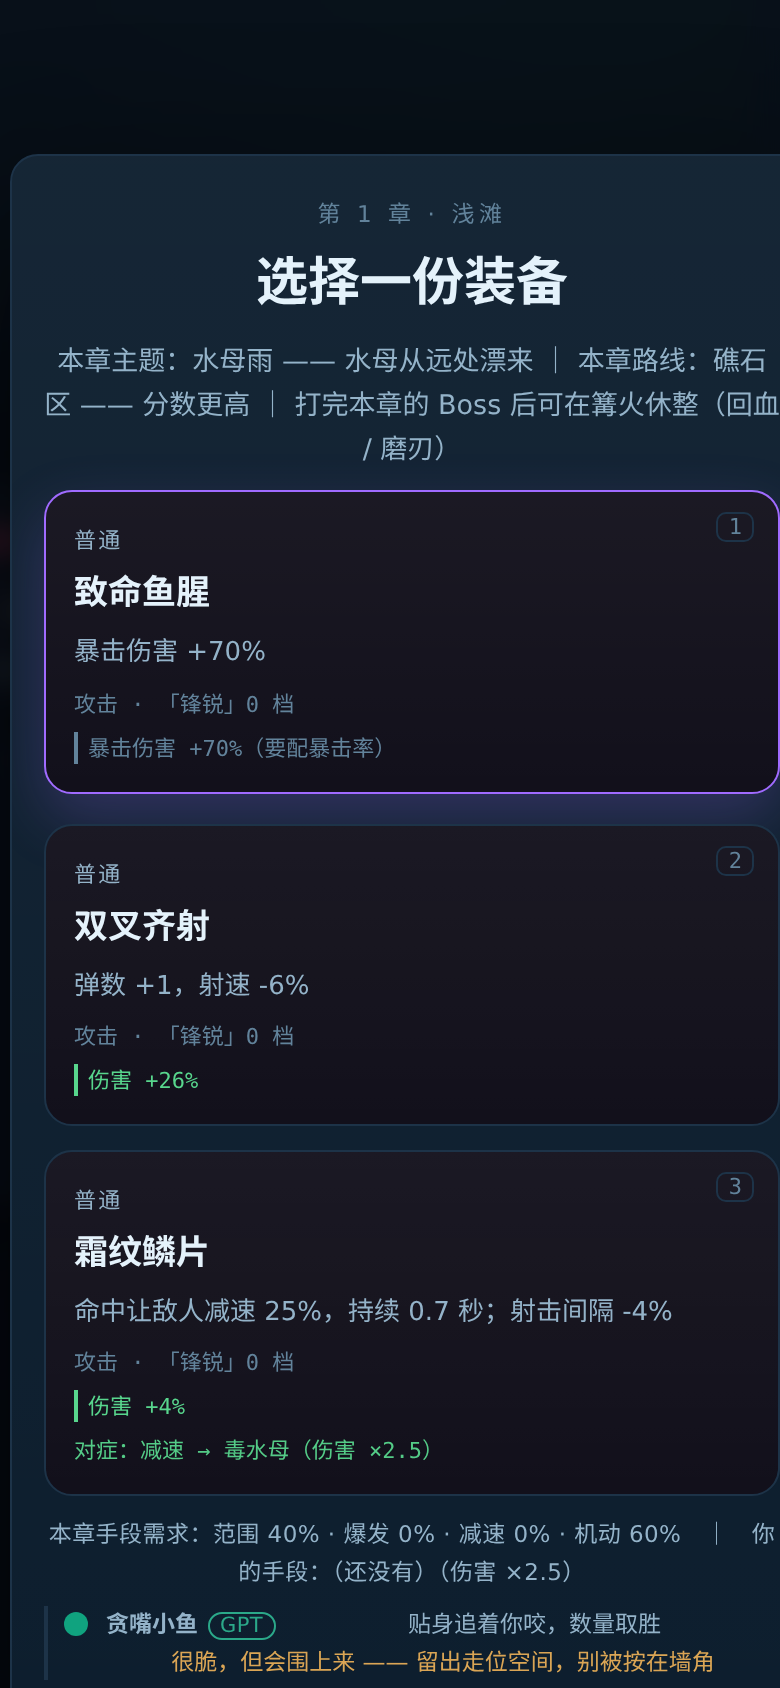 第 1 章 · 浅滩
选择一份装备
本章主题：水母雨 —— 水母从远处漂来 ｜ 本章路线：礁石
区 —— 分数更高 ｜ 打完本章的 Boss 后可在篝火休整（回血
/ 磨刃）
普通
1
致命鱼腥
暴击伤害 +70%
攻击 · 「锋锐」0 档
暴击伤害 +70%（要配暴击率）
普通
2
双叉齐射
弹数 +1，射速 -6%
攻击 · 「锋锐」0 档
伤害 +26%
普通
3
霜纹鳞片
命中让敌人减速 25%，持续 0.7 秒；射击间隔 -4%
攻击 · 「锋锐」0 档
伤害 +4%
对症：减速 → 毒水母（伤害 ×2.5）
本章手段需求：范围 40% · 爆发 0% · 减速 0% · 机动 60% ｜ 你
的手段：（还没有）（伤害 ×2.5）
贪嘴小鱼 GPT 贴身追着你咬，数量取胜
很脆，但会围上来 —— 留出走位空间，别被按在墙角